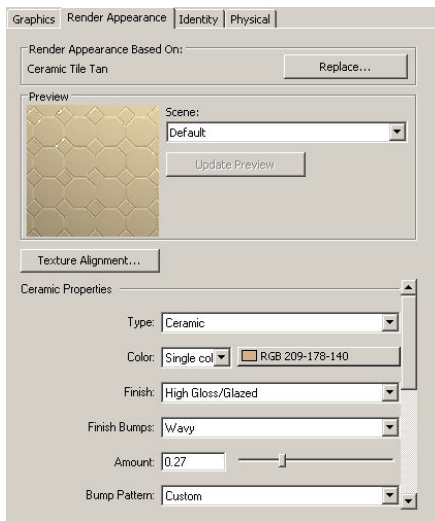 Graphics Render Appearance Identity Physical
Render Appearance Based On:
Ceramic Tile Tan Replace...
Preview
Scene:
Default
Update Preview
Texture Alignment...
Ceramic Properties
Type: Ceramic
Color: Single col RGB 209-178-140
Finish: High Gloss/Glazed
Finish Bumps: Wavy
Amount: 0.27
Bump Pattern: Custom